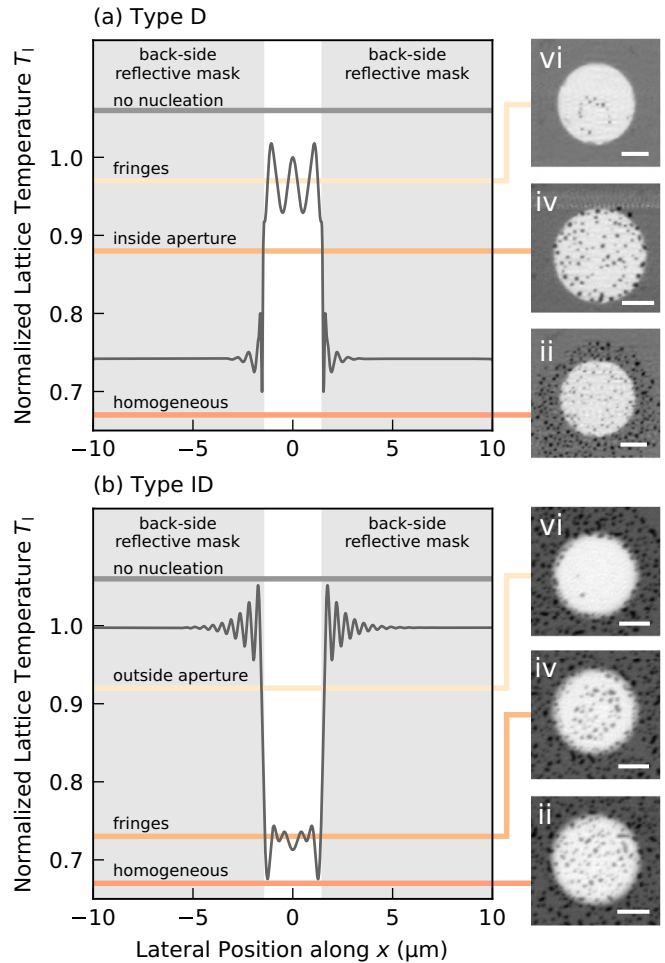 (a) Type D
Normalized Lattice Temperature Tl
back-side
reflective mask
back-side
reflective mask
no nucleation
fringes
inside aperture
homogeneous
1.0
0.9
0.8
0.7
−10
−5
0
5
10
vi
iv
ii
(b) Type ID
Normalized Lattice Temperature Tl
back-side
reflective mask
back-side
reflective mask
no nucleation
outside aperture
fringes
homogeneous
1.0
0.9
0.8
0.7
−10
−5
0
5
10
Lateral Position along x (μm)
vi
iv
ii